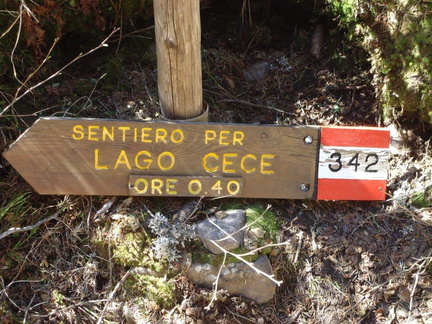 SENTIERO PER
LAGO CECE
ORE 0.40
342